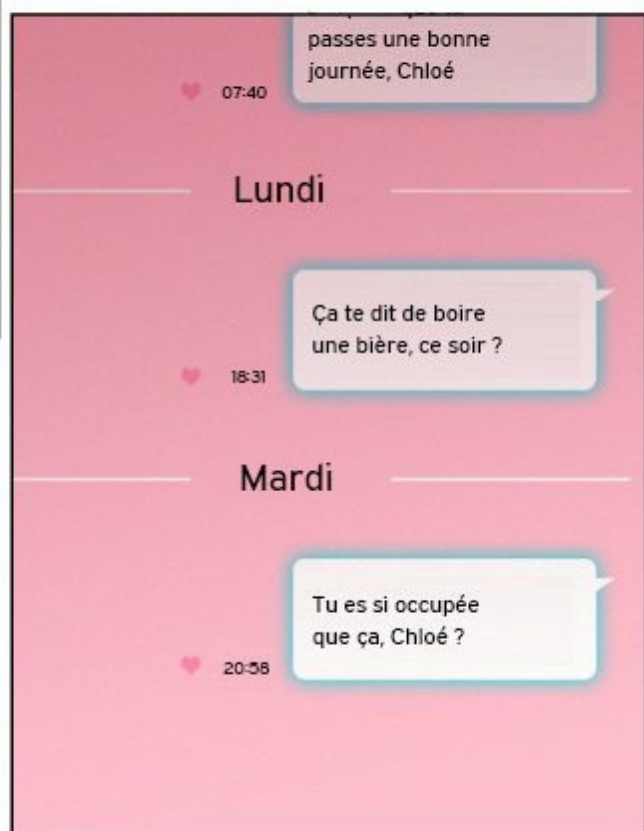 passes une bonne
journée, Chloé
07:40
Lundi
Ça te dit de boire
une bière, ce soir ?
18:31
Mardi
Tu es si occupée
que ça, Chloé ?
20:58